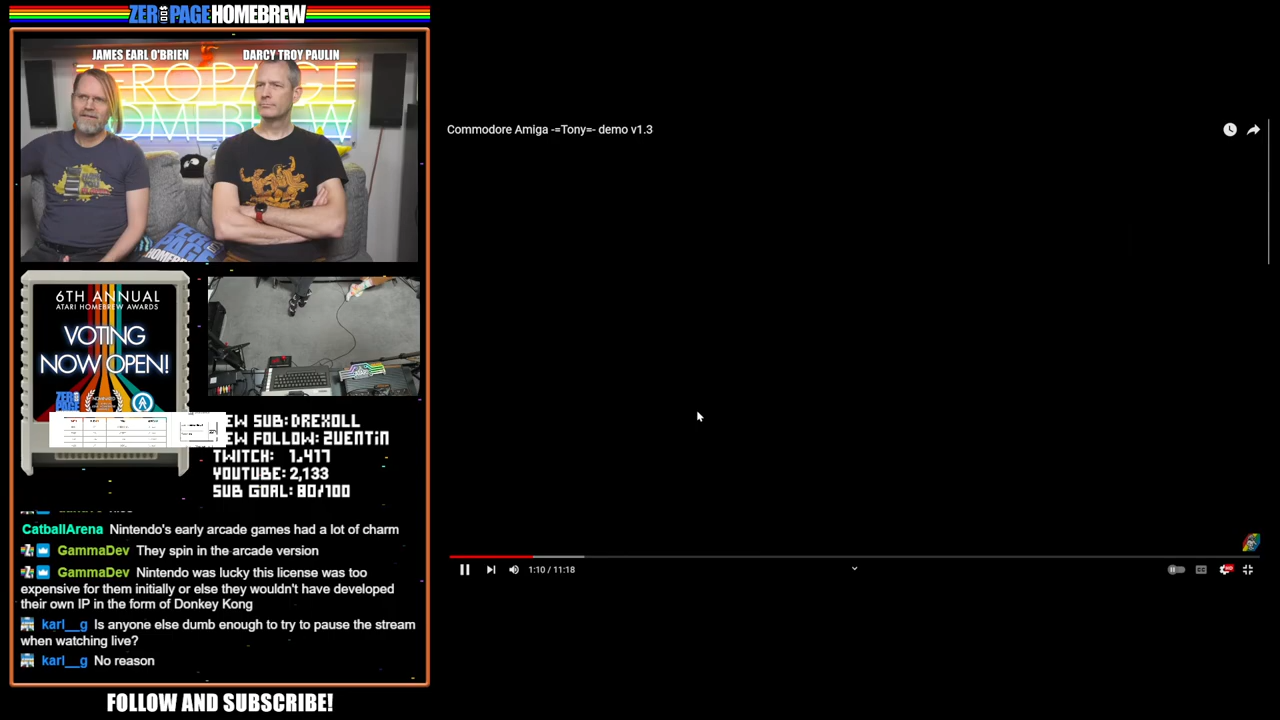 ZEROPAGE HOMEBREW
JAMES EARL O'BRIEN
DARCY TROY PAULIN
ZEROPAGE
HOMEBREW
ZERO
PAGE
HOMEBREW
6TH ANNUAL
ATARI HOMEBREW AWARDS
VOTING
NOW OPEN!
EW SUB:DREXOLL
EW FOLLOW: ZUENTIN
TWITCH: 1,417
YOUTUBE: 2,133
SUB GOAL: 80/100
CatballArena Nintendo's early arcade games had a lot of charm
GammaDev They spin in the arcade version
GammaDev Nintendo was lucky this license was too
expensive for them initially or else they wouldn't have developed
their own IP in the form of Donkey Kong
karl__g Is anyone else dumb enough to try to pause the stream
when watching live?
karl__g No reason
FOLLOW AND SUBSCRIBE!
Commodore Amiga -=Tony=- demo v1.3
1:10 / 11:18